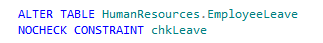 ALTER TABLE HumanResources.EmployeeLeave
NOCHECK CONSTRAINT chkLeave